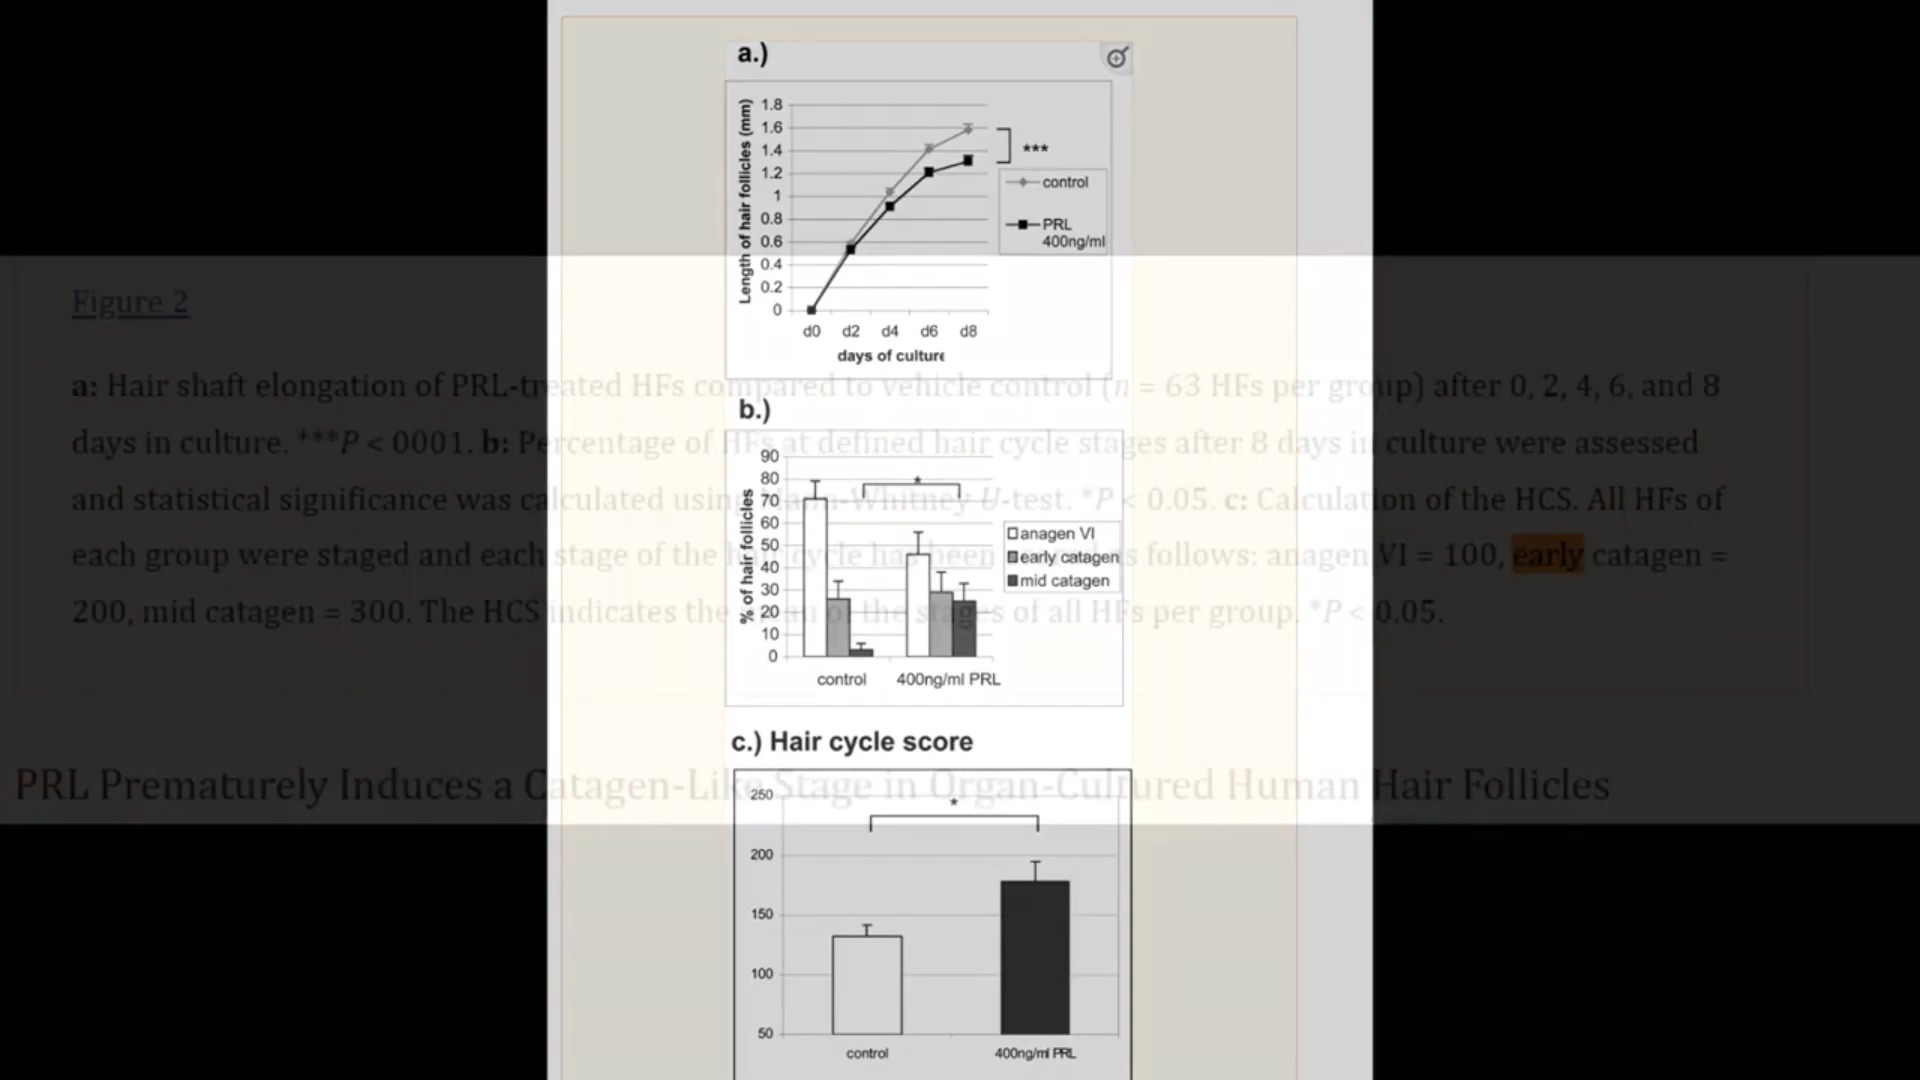 a.)
Length of hair follicles (mm)
1.8
1.6
1.4
1.2
1
0.8
0.6
0.4
0.2
0
d0 d2 d4 d6 d8
days of culture
***
control
PRL
400ng/ml
Figure 2
a: Hair shaft elongation of PRL-treated HFs compared to vehicle control (n = 63 HFs per group) after 0, 2, 4, 6, and 8
days in culture. ***P < 0001. b: Percentage of HFs at defined hair cycle stages after 8 days in culture were assessed
and statistical significance was calculated using Mann-Whitney U-test. *P < 0.05. c: Calculation of the HCS. All HFs of
each group were staged and each stage of the hair cycle has been as follows: anagen VI = 100, early catagen =
200, mid catagen = 300. The HCS indicates the mean of the stages of all HFs per group. *P < 0.05.
b.)
% of hair follicles
90
80
70
60
50
40
30
20
10
0
*
control 400ng/ml PRL
anagen VI
early catagen
mid catagen
c.) Hair cycle score
PRL Prematurely Induces a Catagen-Like Stage in Organ-Cultured Human Hair Follicles
250
200
150
100
50
*
control 400ng/ml PRL